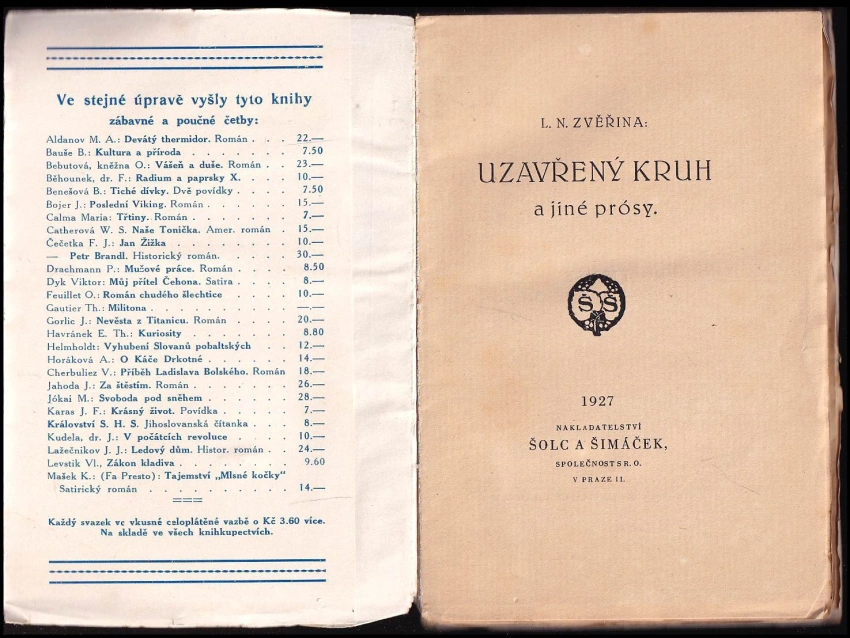 Ve stejné úpravě vyšly tyto knihy
zábavné a poučné četby:
Aldanov M. A.: Devátý thermidor. Román . . . 22.—
Bauše B.: Kultura a příroda . . . . . . 7.50
Bebutová, kněžna O.: Vášeň a duše. Román . . 23.—
Běhounek, dr. F.: Radium a paprsky X. . . . 10.—
Benešová B.: Tiché dívky. Dvě povídky . . . . 7.50
Bojer J.: Poslední Viking. Román . . . . . 15.—
Calma Maria: Třtiny. Román . . . . . . 7.—
Catherová W. S. Naše Tonička. Amer. román . 15.—
Čečetka F. J.: Jan Žižka . . . . . . . 10.—
— Petr Brandl. Historický román. . . . . 30.—
Drachmann P.: Mužové práce. Román . . . . 8.50
Dyk Viktor: Můj přítel Čehona. Satira . . . . 8.—
Feuillet O.: Román chudého šlechtice . . . . 10.—
Gautier Th.: Militona . . . . . . . . —.—
Gorlic J.: Nevěsta z Titanicu. Román . . . . 20.—
Havránek E. Th.: Kuriosity . . . . . . 8.80
Helmholdt: Vyhubení Slovanů pobaltských . . 12.—
Horáková A.: O Káče Drkotné . . . . . . 14.—
Cherbuliez V.: Příběh Ladislava Bolského. Román 18.—
Jahoda J.: Za štěstím. Román . . . . . . 26.—
Jókai M.: Svoboda pod sněhem . . . . . . 28.—
Karas J. F.: Krásný život. Povídka . . . . . 7.—
Království S. H. S. Jihoslovanská čítanka . . . 8.—
Kudela, dr. J.: V počátcích revoluce . . . . 10.—
Lažečnikov J. J.: Ledový dům. Histor. román . . 24.—
Levstik Vl., Zákon kladiva . . . . . . . 9.60
Mašek K.: (Fa Presto): Tajemství „Mlsné kočky“
Satirický román . . . . . . . . . 14.—
Každý svazek ve vkusné celoplátěné vazbě o Kč 3.60 více.
Na skladě ve všech knihkupectvích.
L. N. ZVĚŘINA:
UZAVŘENÝ KRUH
a jiné prósy.
Š Š
1927
NAKLADATELSTVÍ
ŠOLC A ŠIMÁČEK,
SPOLEČNOST S R. O.
V PRAZE II.